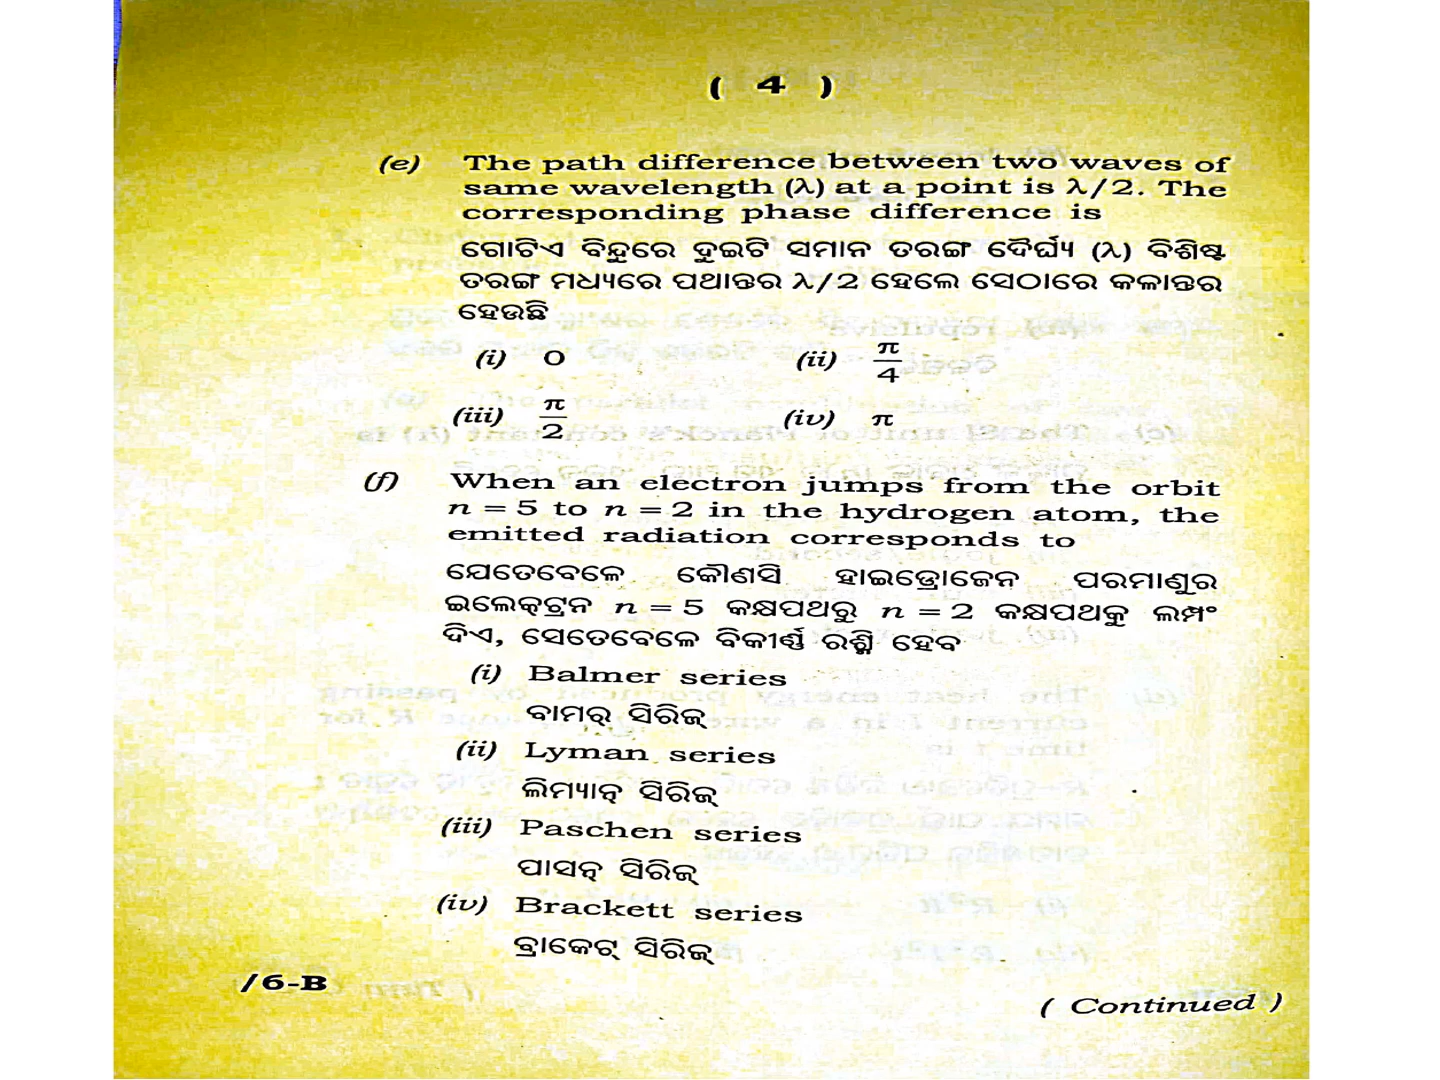 ( 4 )
(e) The path difference between two waves of
same wavelength (λ) at a point is λ/2. The
corresponding phase difference is
ଗୋଟିଏ ବିନ୍ଦୁରେ ଦୁଇଟି ସମାନ ତରଙ୍ଗ ଦୈର୍ଘ୍ୟ (λ) ବିଶିଷ୍ଟ
ତରଙ୍ଗ ମଧ୍ୟରେ ପଥାନ୍ତର λ/2 ହେଲେ ସେଠାରେ କଳାନ୍ତର
ହେଉଛି
(i) 0 (ii) π/4
(iii) π/2 (iv) π
(f) When an electron jumps from the orbit
n = 5 to n = 2 in the hydrogen atom, the
emitted radiation corresponds to
ଯେତେବେଳେ କୌଣସି ହାଇଡ୍ରୋଜେନ ପରମାଣୁର
ଇଲେକ୍ଟ୍ରନ n = 5 କକ୍ଷପଥରୁ n = 2 କକ୍ଷପଥକୁ ଲମ୍ଫ
ଦିଏ, ସେତେବେଳେ ବିକୀର୍ଣ୍ଣ ରଶ୍ମି ହେବ
(i) Balmer series
ବାମର୍ ସିରିଜ୍
(ii) Lyman series
ଲିମ୍ୟାନ୍ ସିରିଜ୍
(iii) Paschen series
ପାସନ୍ ସିରିଜ୍
(iv) Brackett series
ବ୍ରାକେଟ୍ ସିରିଜ୍
/6-B
( Continued )